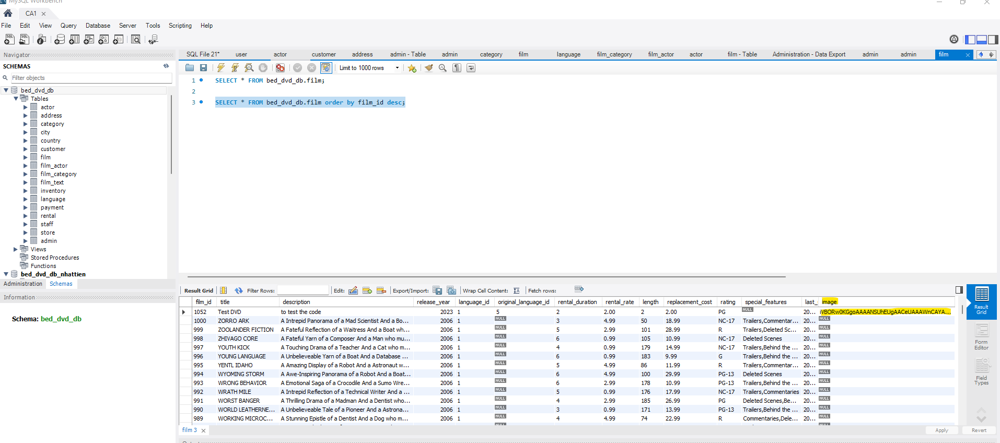 MySQL Workbench
CA1
File Edit View Query Database Server Tools Scripting Help
Navigator
SCHEMAS
Filter objects
bed_dvd_db
Tables
actor
address
category
city
country
customer
film
film_actor
film_category
film_text
inventory
language
payment
rental
staff
store
admin
Views
Stored Procedures
Functions
bed_dvd_db_nhattien
Administration Schemas
Information
Schema: bed_dvd_db
SQL File 21* user actor customer address admin - Table admin category film language film_category film_actor actor film - Table Administration - Data Export admin admin film
Limit to 1000 rows
1 SELECT * FROM bed_dvd_db.film;
2
3 SELECT * FROM bed_dvd_db.film order by film_id desc;
Result Grid Filter Rows: Edit: Export/Import: Wrap Cell Content: Fetch rows:
film_id title description release_year language_id original_language_id rental_duration rental_rate length replacement_cost rating special_features last_ image
1052 Test DVD to test the code 2023 1 5 2 2.00 2 2.00 PG NULL 20... iVBORw0KGgoAAAANSUhEUgAACeUAAAWnCAYA...
1000 ZORRO ARK A Intrepid Panorama of a Mad Scientist And a Bo... 2006 1 NULL 3 4.99 50 18.99 NC-17 Trailers,Commentar... 20... NULL
999 ZOOLANDER FICTION A Fateful Reflection of a Waitress And a Boat wh... 2006 1 NULL 5 2.99 101 28.99 R Trailers,Deleted Sc... 20... NULL
998 ZHIVAGO CORE A Fateful Yarn of a Composer And a Man who mu... 2006 1 NULL 6 0.99 105 10.99 NC-17 Deleted Scenes 20... NULL
997 YOUTH KICK A Touching Drama of a Teacher And a Cat who m... 2006 1 NULL 4 0.99 179 14.99 NC-17 Trailers,Behind the ... 20... NULL
996 YOUNG LANGUAGE A Unbelieveable Yarn of a Boat And a Database ... 2006 1 NULL 6 0.99 183 9.99 G Trailers,Behind the ... 20... NULL
995 YENTL IDAHO A Amazing Display of a Robot And a Astronaut w... 2006 1 NULL 5 4.99 86 11.99 R Trailers,Commentar... 20... NULL
994 WYOMING STORM A Awe-Inspiring Panorama of a Robot And a Boat... 2006 1 NULL 6 4.99 100 29.99 PG-13 Deleted Scenes 20... NULL
993 WRONG BEHAVIOR A Emotional Saga of a Crocodile And a Sumo Wre... 2006 1 NULL 6 2.99 178 10.99 PG-13 Trailers,Behind the ... 20... NULL
992 WRATH MILE A Intrepid Reflection of a Technical Writer And a ... 2006 1 NULL 5 0.99 176 17.99 NC-17 Trailers,Commentaries 20... NULL
991 WORST BANGER A Thrilling Drama of a Madman And a Dentist who... 2006 1 NULL 4 2.99 185 26.99 PG Deleted Scenes,Be... 20... NULL
990 WORLD LEATHERNE... A Unbelieveable Tale of a Pioneer And a Astrona... 2006 1 NULL 3 0.99 171 13.99 PG-13 Trailers,Behind the ... 20... NULL
989 WORKING MICROC... A Stunning Epistle of a Dentist And a Dog who m... 2006 1 NULL 4 4.99 74 22.99 R Commentaries,Dele... 20... NULL
NULL NULL
Result Grid
Form Editor
Field Types
film 3
Apply Revert